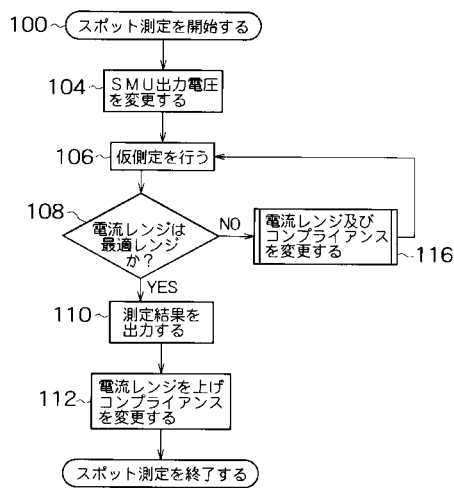 100
スポット測定を開始する
104
SMU出力電圧
を変更する
106
仮側定を行う
108
電流レンジは
最適レンジ
か?
NO
電流レンジ及び
コンプライアンス
を変更する
116
YES
110
測定結果を
出力する
112
電流レンジを上げ
コンプライアンス
を変更する
スポット測定を終了する